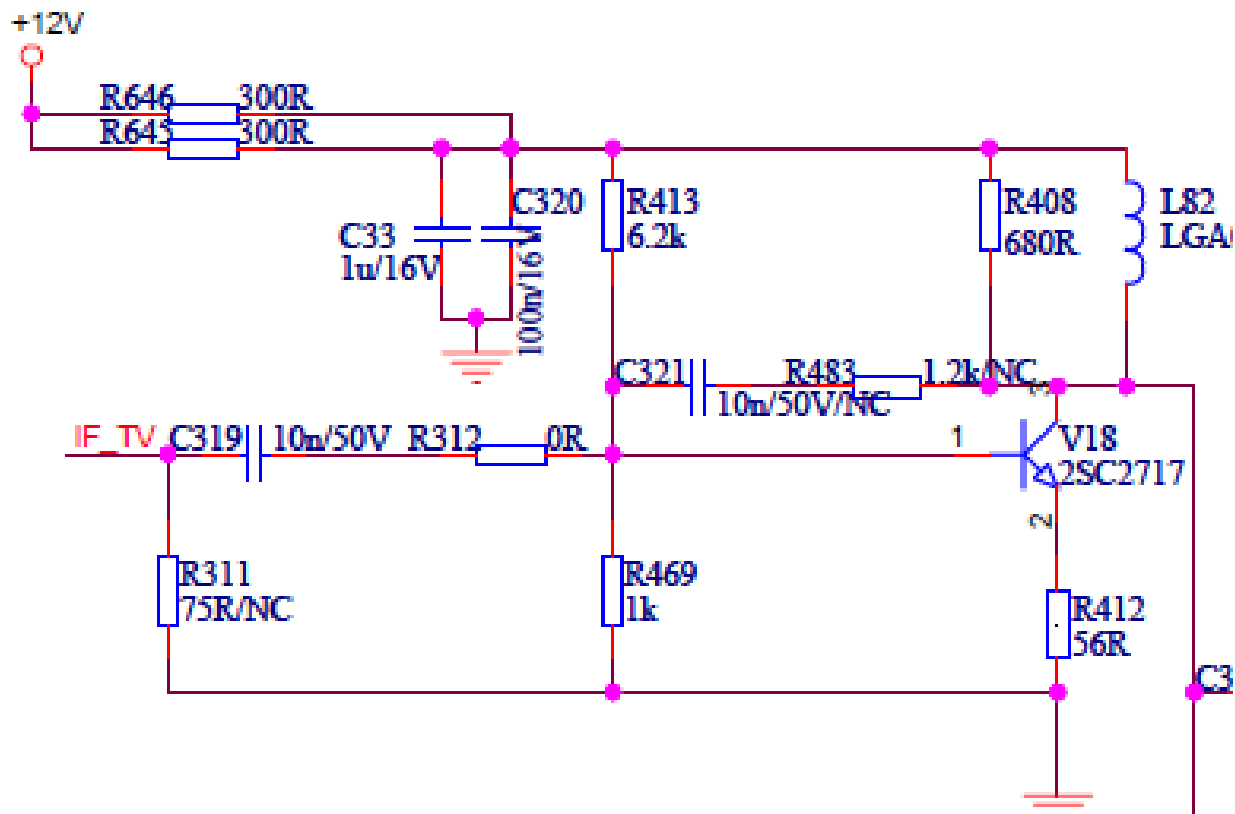 +12V
R646 300R
R645 300R
C320
100n/16V
C33
1u/16V
R413
6.2k
R408
680R
L82
C321
10n/50V/NC
R483
1.2k/NC
3
IF_TV
C319
10n/50V
R312
0R
1
V18
2SC2717
2
R311
75R/NC
R469
1k
R412
56R